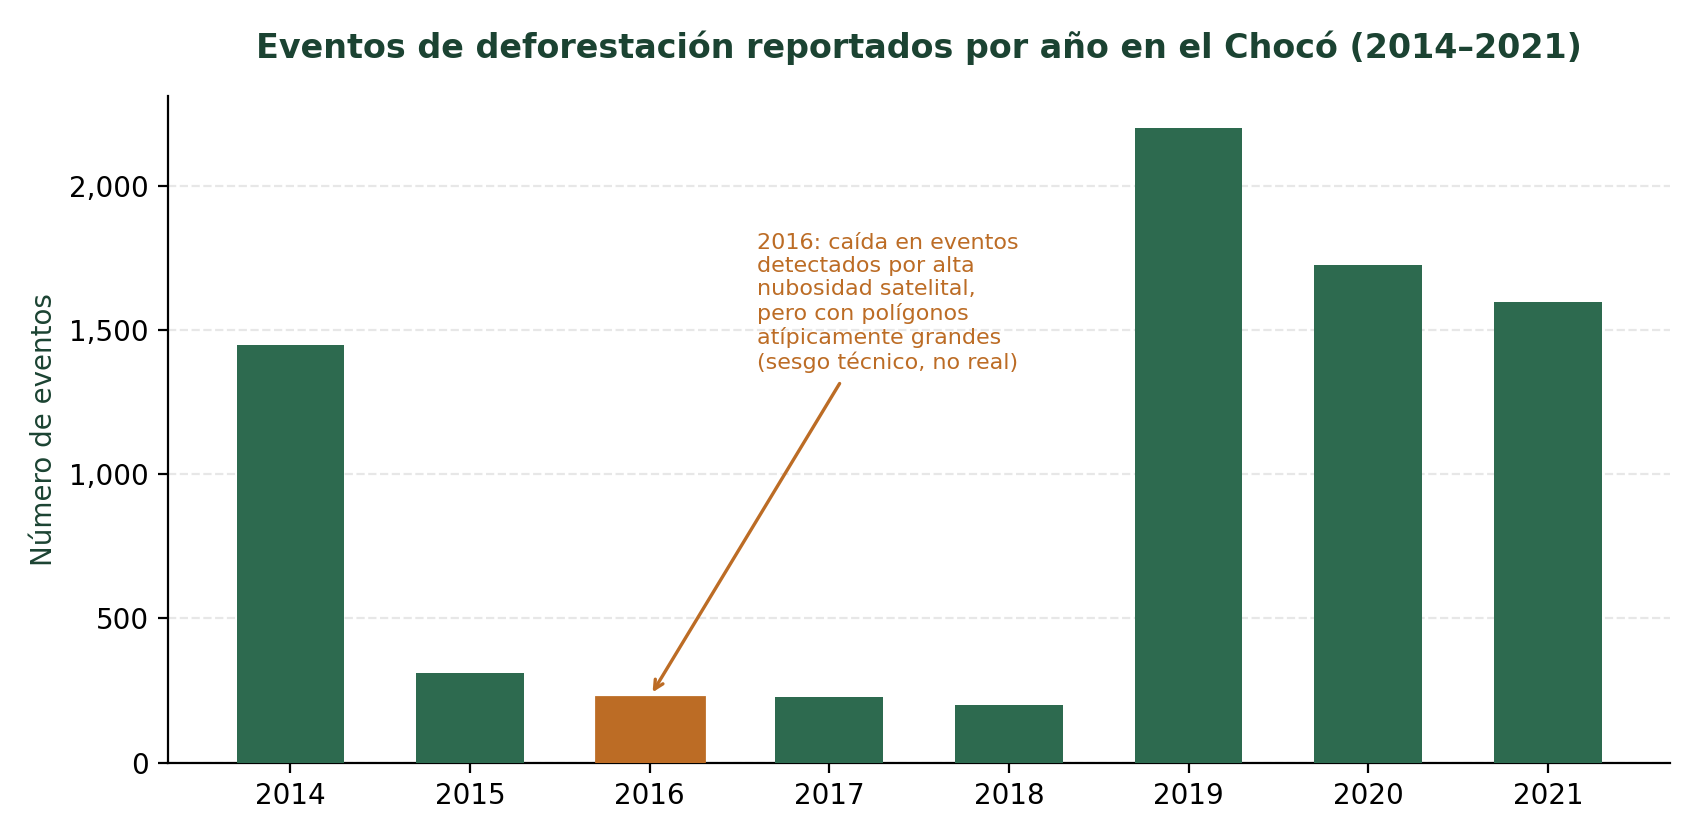 Eventos de deforestación reportados por año en el Chocó (2014–2021)
Número de eventos
2,000
1,500
1,000
500
0
2016: caída en eventos
detectados por alta
nubosidad satelital,
pero con polígonos
atípicamente grandes
(sesgo técnico, no real)
2014
2015
2016
2017
2018
2019
2020
2021